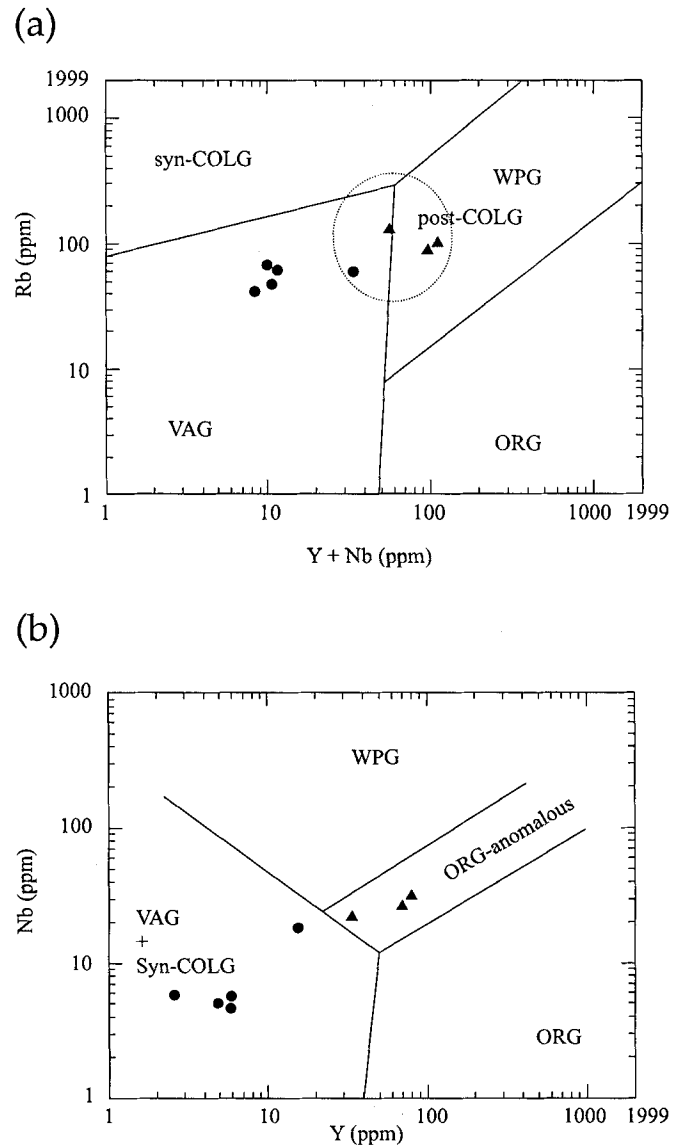 (a)
1999
1000
syn-COLG
WPG
post-COLG
100
Rb (ppm)
10
VAG
ORG
1
1 10 100 1000 1999
Y + Nb (ppm)
(b)
1000
WPG
100
ORG-anomalous
Nb (ppm)
VAG
+
Syn-COLG
10
ORG
1
1 10 100 1000 1999
Y (ppm)